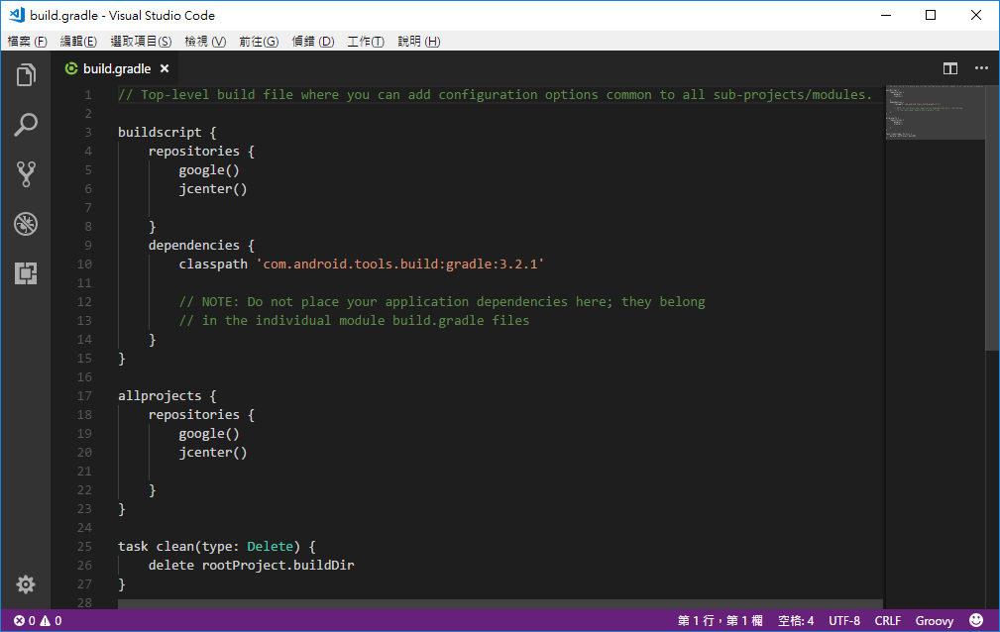 build.gradle - Visual Studio Code
檔案 (F) 編輯(E) 選取項目(S) 檢視 (V) 前往(G) 偵錯 (D) 工作(T) 說明 (H)
build.gradle
1 // Top-level build file where you can add configuration options common to all sub-projects/modules.
2
3 buildscript {
4     repositories {
5         google()
6         jcenter()
7
8     }
9     dependencies {
10         classpath 'com.android.tools.build:gradle:3.2.1'
11
12         // NOTE: Do not place your application dependencies here; they belong
13         // in the individual module build.gradle files
14     }
15 }
16
17 allprojects {
18     repositories {
19         google()
20         jcenter()
21
22     }
23 }
24
25 task clean(type: Delete) {
26     delete rootProject.buildDir
27 }
28
0 0 第 1 行，第 1 欄 空格: 4 UTF-8 CRLF Groovy